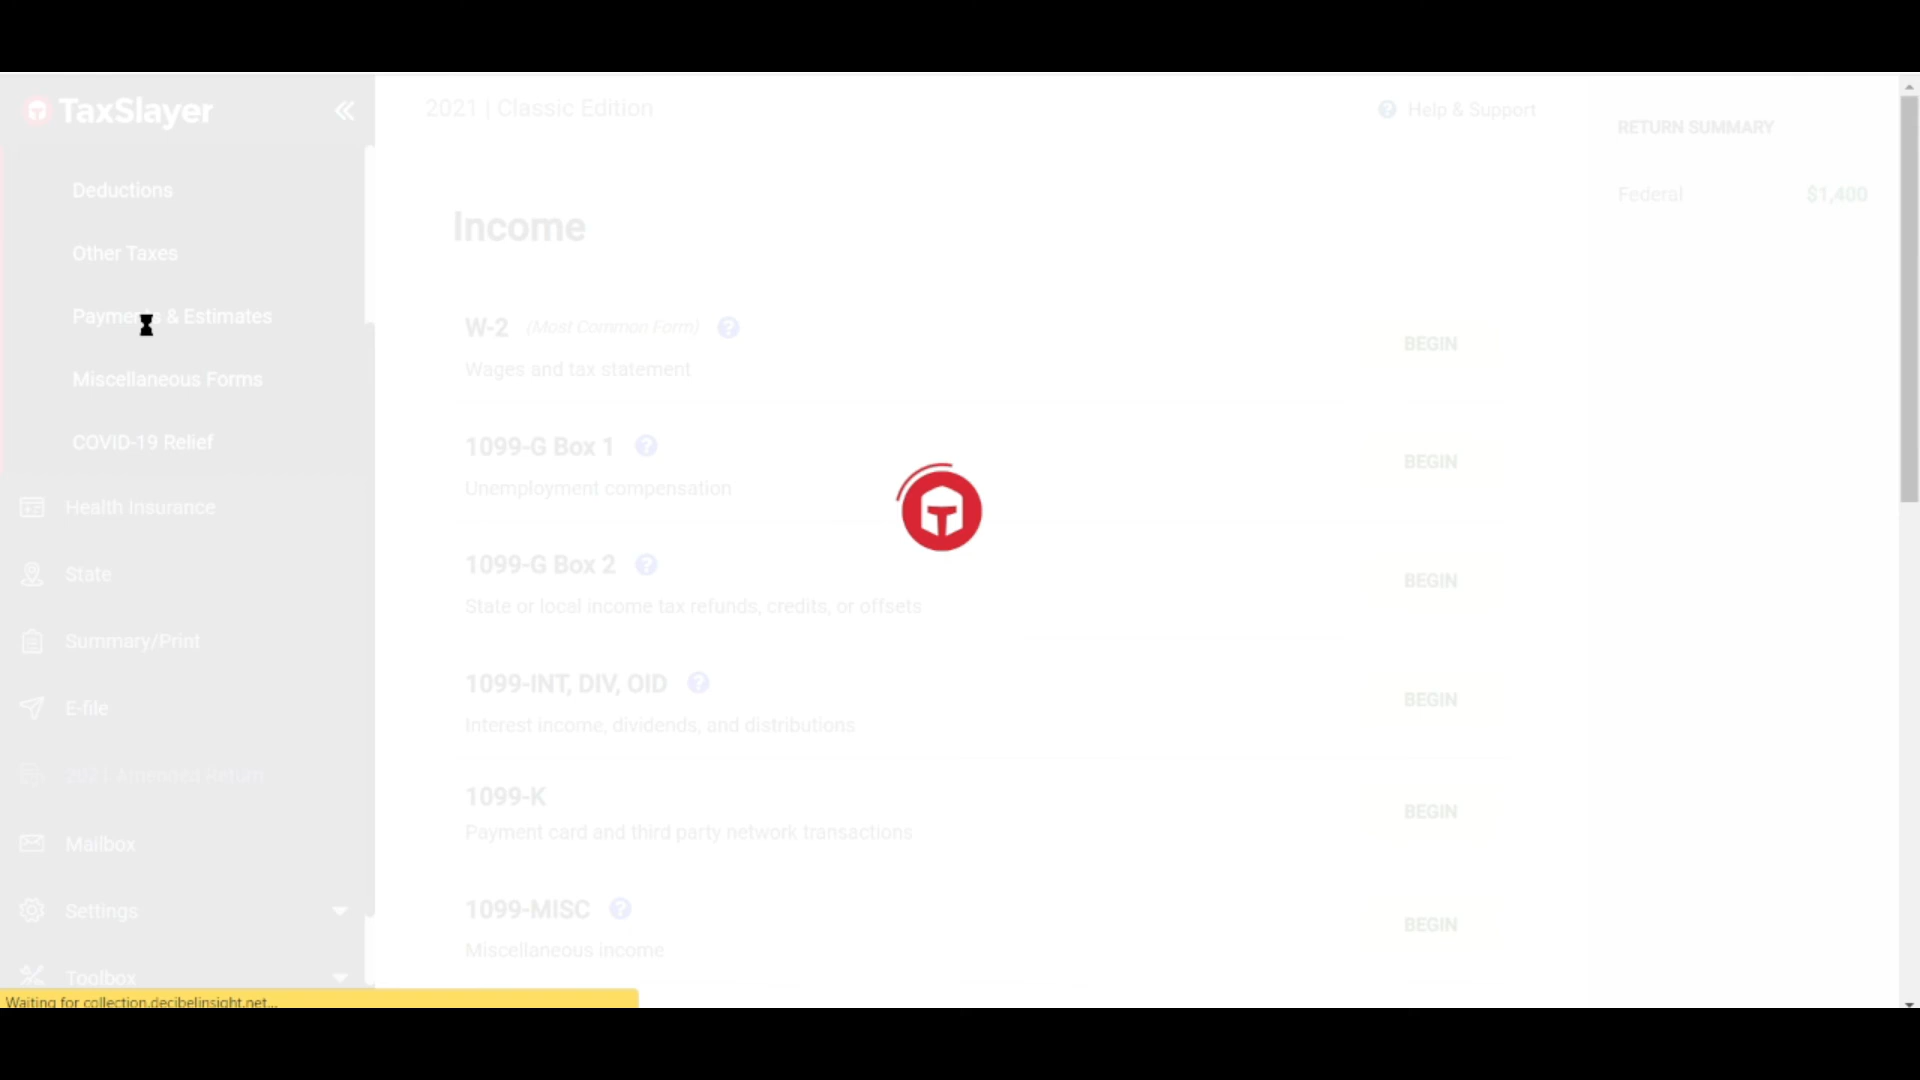 TaxSlayer
Deductions
Other Taxes
Payments & Estimates
Miscellaneous Forms
COVID-19 Relief
Health Insurance
State
Summary/Print
E-file
2021 Amended Return
Mailbox
Settings
Toolbox
Waiting for collection.decibelinsight.net...
2021 | Classic Edition
? Help & Support
Income
W-2 (Most Common Form) ?
Wages and tax statement
BEGIN
1099-G Box 1 ?
Unemployment compensation
BEGIN
1099-G Box 2 ?
State or local income tax refunds, credits, or offsets
BEGIN
1099-INT, DIV, OID ?
Interest income, dividends, and distributions
BEGIN
1099-K
Payment card and third party network transactions
BEGIN
1099-MISC ?
Miscellaneous income
BEGIN
RETURN SUMMARY
Federal $1,400